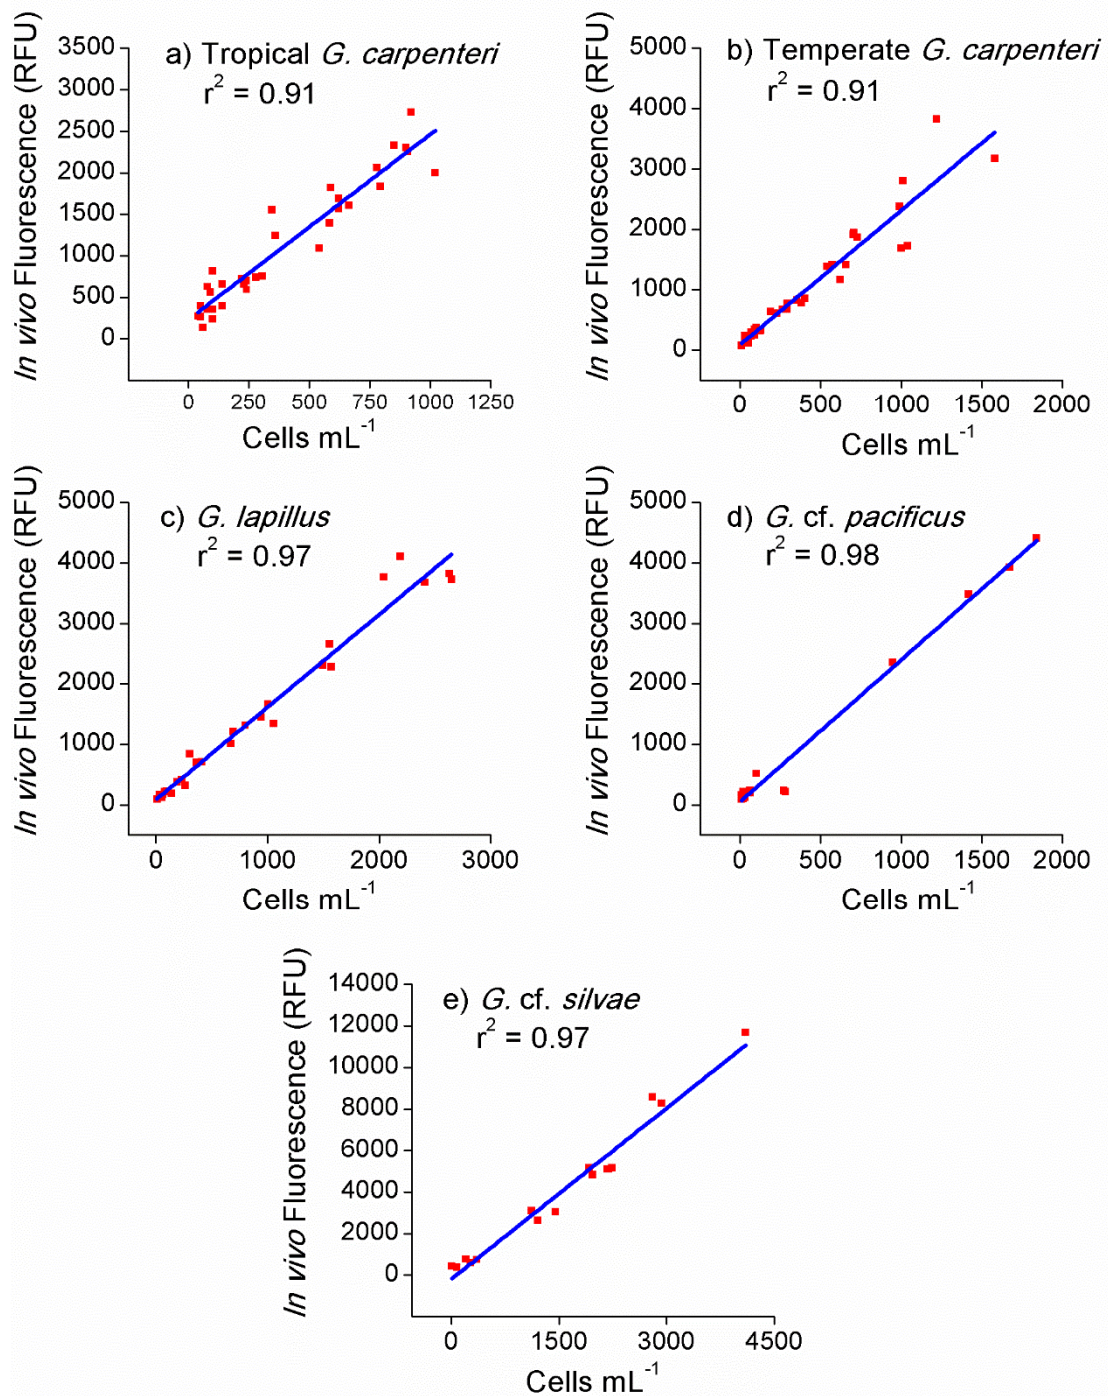 a) Tropical G. carpenteri
r² = 0.91
In vivo Fluorescence (RFU)
3500
3000
2500
2000
1500
1000
500
0
0 250 500 750 1000 1250
Cells mL⁻¹
b) Temperate G. carpenteri
r² = 0.91
In vivo Fluorescence (RFU)
5000
4000
3000
2000
1000
0
0 500 1000 1500 2000
Cells mL⁻¹
c) G. lapillus
r² = 0.97
In vivo Fluorescence (RFU)
5000
4000
3000
2000
1000
0
0 1000 2000 3000
Cells mL⁻¹
d) G. cf. pacificus
r² = 0.98
In vivo Fluorescence (RFU)
5000
4000
3000
2000
1000
0
0 500 1000 1500 2000
Cells mL⁻¹
e) G. cf. silvae
r² = 0.97
In vivo Fluorescence (RFU)
14000
12000
10000
8000
6000
4000
2000
0
0 1500 3000 4500
Cells mL⁻¹